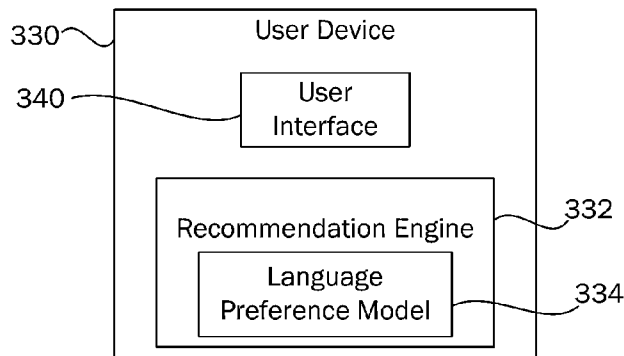 330
User Device
340
User
Interface
332
Recommendation Engine
Language
Preference Model
334